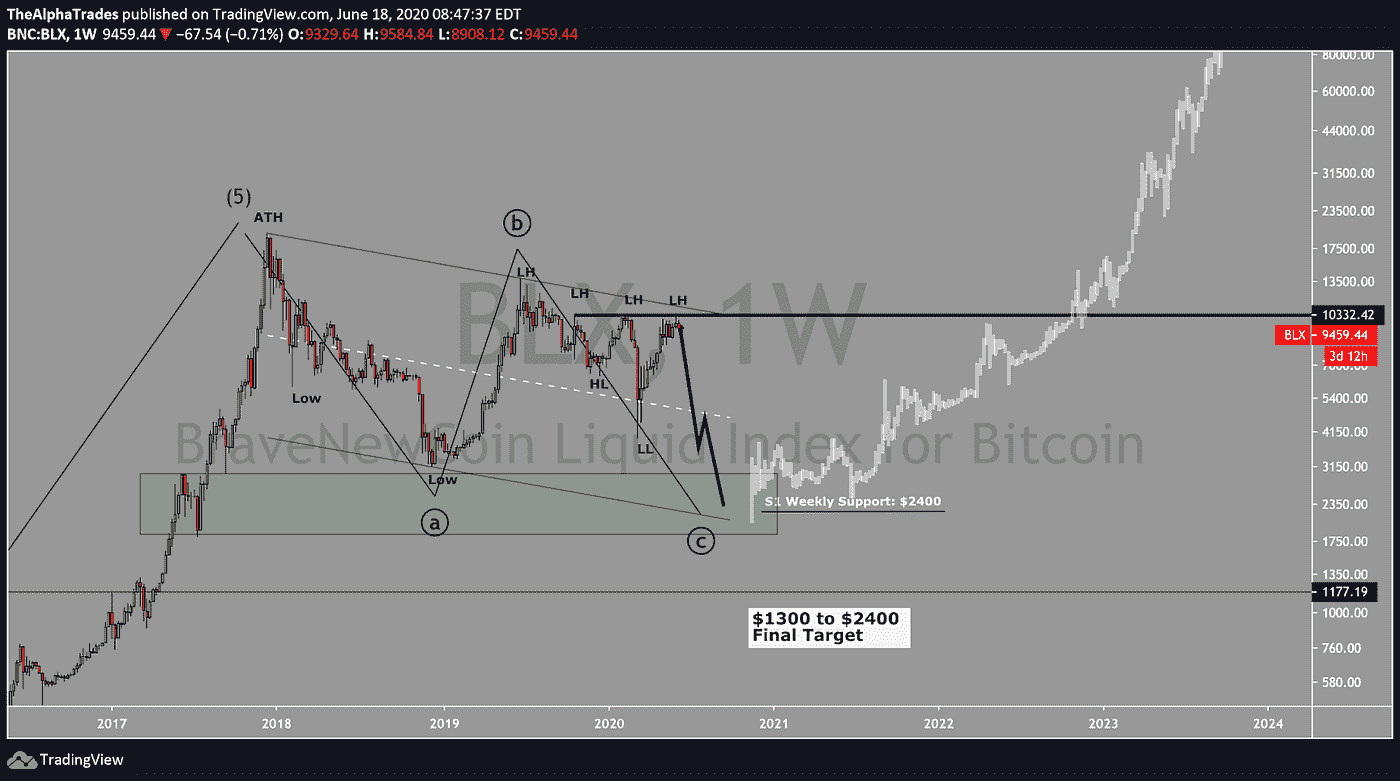 TheAlphaTrades published on TradingView.com, June 18, 2020 08:47:37 EDT
BNC:BLX, 1W 9459.44 ▼ −67.54 (−0.71%) O:9329.64 H:9584.84 L:8908.12 C:9459.44
80000.00
60000.00
44000.00
31500.00
(5)
ATH
23500.00
b
17500.00
LH
13500.00
LH
LH
LH
BLX, 1W
10332.42
BLX 9459.44
3d 12h
HL
5400.00
Low
BraveNewCoin Liquid Index for Bitcoin
4150.00
LL
3150.00
Low
S1 Weekly Support: $2400
2350.00
a
c
1750.00
1350.00
1177.19
1000.00
$1300 to $2400
Final Target
760.00
580.00
2017 2018 2019 2020 2021 2022 2023 2024
TradingView